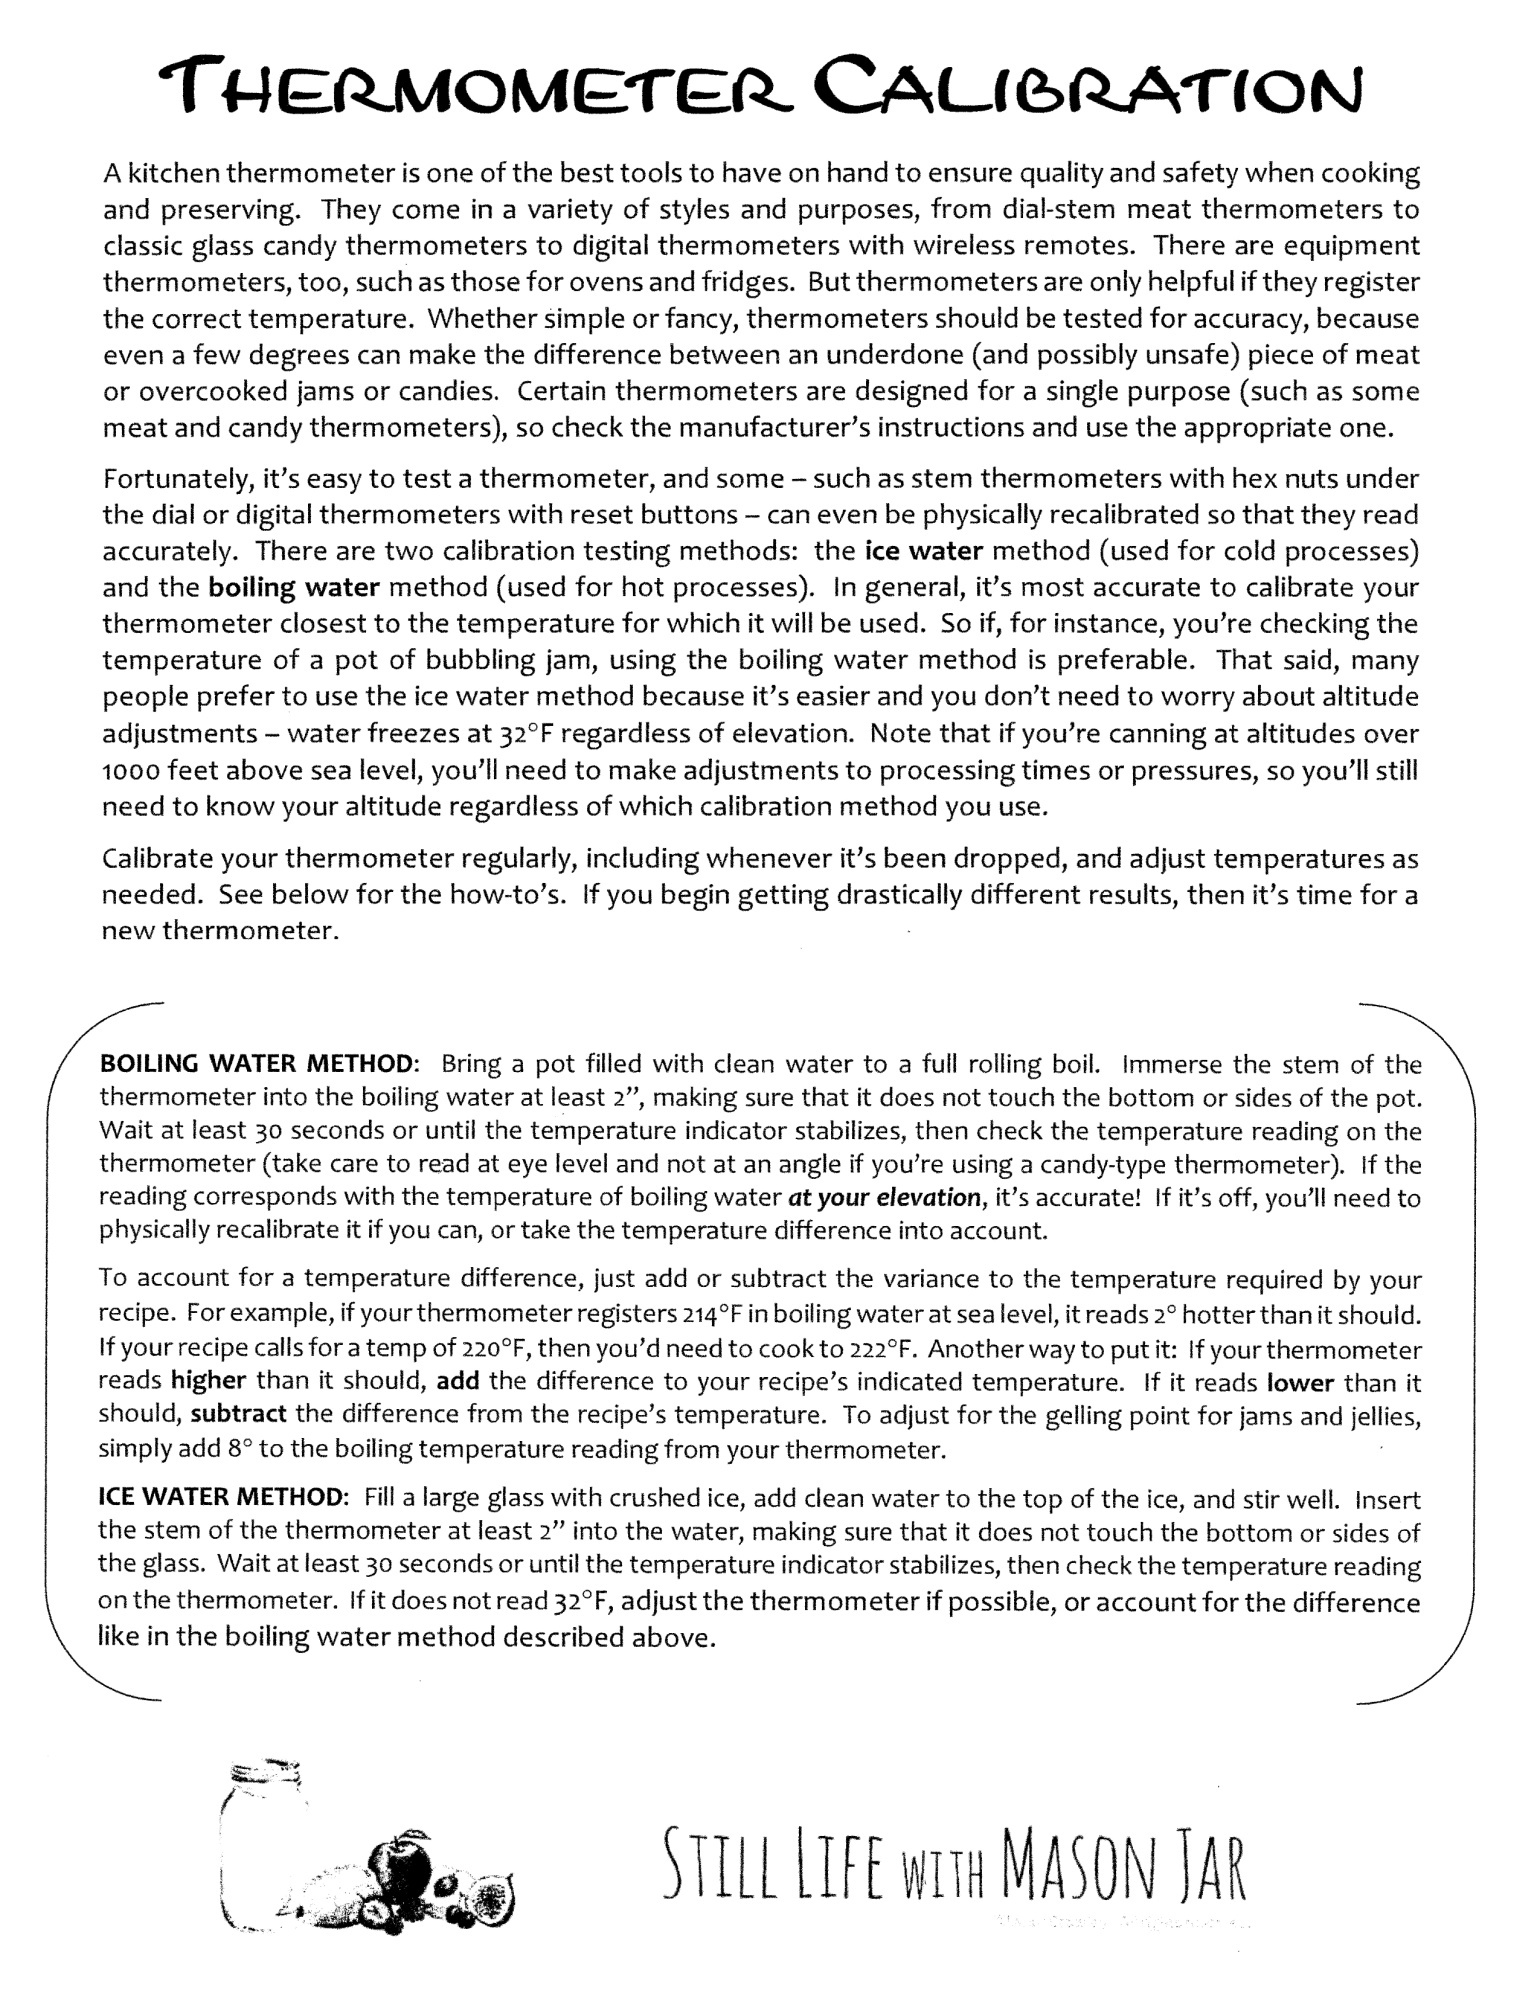 THERMOMETER CALIBRATION
A kitchen thermometer is one of the best tools to have on hand to ensure quality and safety when cooking
and preserving. They come in a variety of styles and purposes, from dial-stem meat thermometers to
classic glass candy thermometers to digital thermometers with wireless remotes. There are equipment
thermometers, too, such as those for ovens and fridges. But thermometers are only helpful if they register
the correct temperature. Whether simple or fancy, thermometers should be tested for accuracy, because
even a few degrees can make the difference between an underdone (and possibly unsafe) piece of meat
or overcooked jams or candies. Certain thermometers are designed for a single purpose (such as some
meat and candy thermometers), so check the manufacturer's instructions and use the appropriate one.
Fortunately, it's easy to test a thermometer, and some – such as stem thermometers with hex nuts under
the dial or digital thermometers with reset buttons – can even be physically recalibrated so that they read
accurately. There are two calibration testing methods: the ice water method (used for cold processes)
and the boiling water method (used for hot processes). In general, it's most accurate to calibrate your
thermometer closest to the temperature for which it will be used. So if, for instance, you're checking the
temperature of a pot of bubbling jam, using the boiling water method is preferable. That said, many
people prefer to use the ice water method because it's easier and you don't need to worry about altitude
adjustments – water freezes at 32°F regardless of elevation. Note that if you're canning at altitudes over
1000 feet above sea level, you'll need to make adjustments to processing times or pressures, so you'll still
need to know your altitude regardless of which calibration method you use.
Calibrate your thermometer regularly, including whenever it's been dropped, and adjust temperatures as
needed. See below for the how-to's. If you begin getting drastically different results, then it's time for a
new thermometer.
BOILING WATER METHOD: Bring a pot filled with clean water to a full rolling boil. Immerse the stem of the
thermometer into the boiling water at least 2”, making sure that it does not touch the bottom or sides of the pot.
Wait at least 30 seconds or until the temperature indicator stabilizes, then check the temperature reading on the
thermometer (take care to read at eye level and not at an angle if you're using a candy-type thermometer). If the
reading corresponds with the temperature of boiling water at your elevation, it's accurate! If it's off, you'll need to
physically recalibrate it if you can, or take the temperature difference into account.
To account for a temperature difference, just add or subtract the variance to the temperature required by your
recipe. For example, if your thermometer registers 214°F in boiling water at sea level, it reads 2° hotter than it should.
If your recipe calls for a temp of 220°F, then you'd need to cook to 222°F. Another way to put it: If your thermometer
reads higher than it should, add the difference to your recipe's indicated temperature. If it reads lower than it
should, subtract the difference from the recipe's temperature. To adjust for the gelling point for jams and jellies,
simply add 8° to the boiling temperature reading from your thermometer.
ICE WATER METHOD: Fill a large glass with crushed ice, add clean water to the top of the ice, and stir well. Insert
the stem of the thermometer at least 2” into the water, making sure that it does not touch the bottom or sides of
the glass. Wait at least 30 seconds or until the temperature indicator stabilizes, then check the temperature reading
on the thermometer. If it does not read 32°F, adjust the thermometer if possible, or account for the difference
like in the boiling water method described above.
STILL LIFE WITH MASON JAR